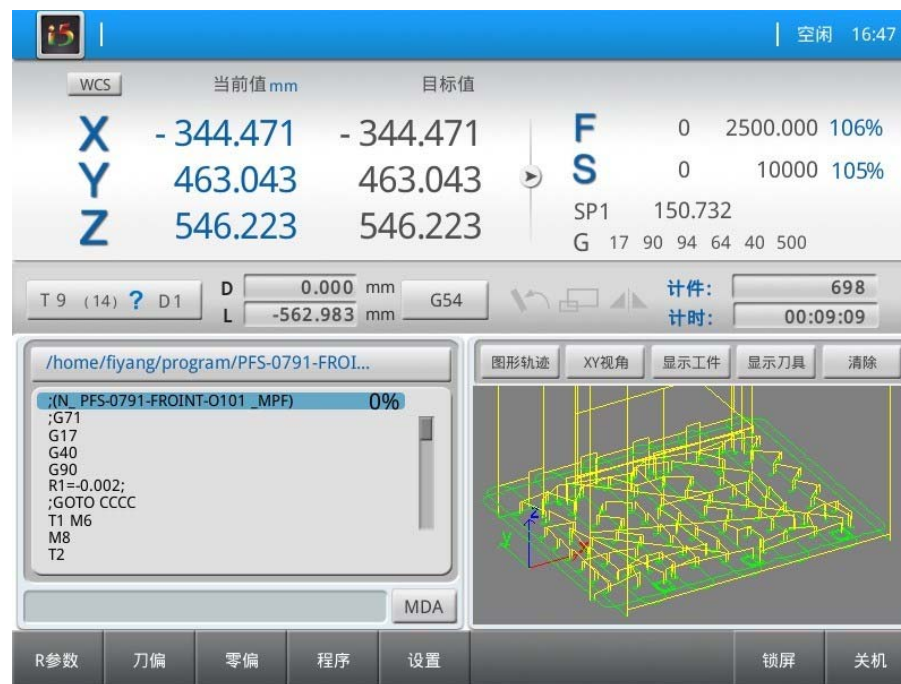 i5
空闲 16:47
WCS 当前值mm 目标值
X - 344.471 - 344.471
Y 463.043 463.043
Z 546.223 546.223
F 0 2500.000 106%
S 0 10000 105%
SP1 150.732
G 17 90 94 64 40 500
T 9 (14) ? D 1
D 0.000 mm
L -562.983 mm
G54
计件: 698
计时: 00:09:09
/home/fiyang/program/PFS-0791-FROI...
;(N_ PFS-0791-FROINT-O101 _MPF) 0%
;G71
G17
G40
G90
R1=-0.002;
;GOTO CCCC
T1 M6
M8
T2
MDA
图形轨迹 XY视角 显示工件 显示刀具 清除
Z
Y
X
R参数 刀偏 零偏 程序 设置 锁屏 关机